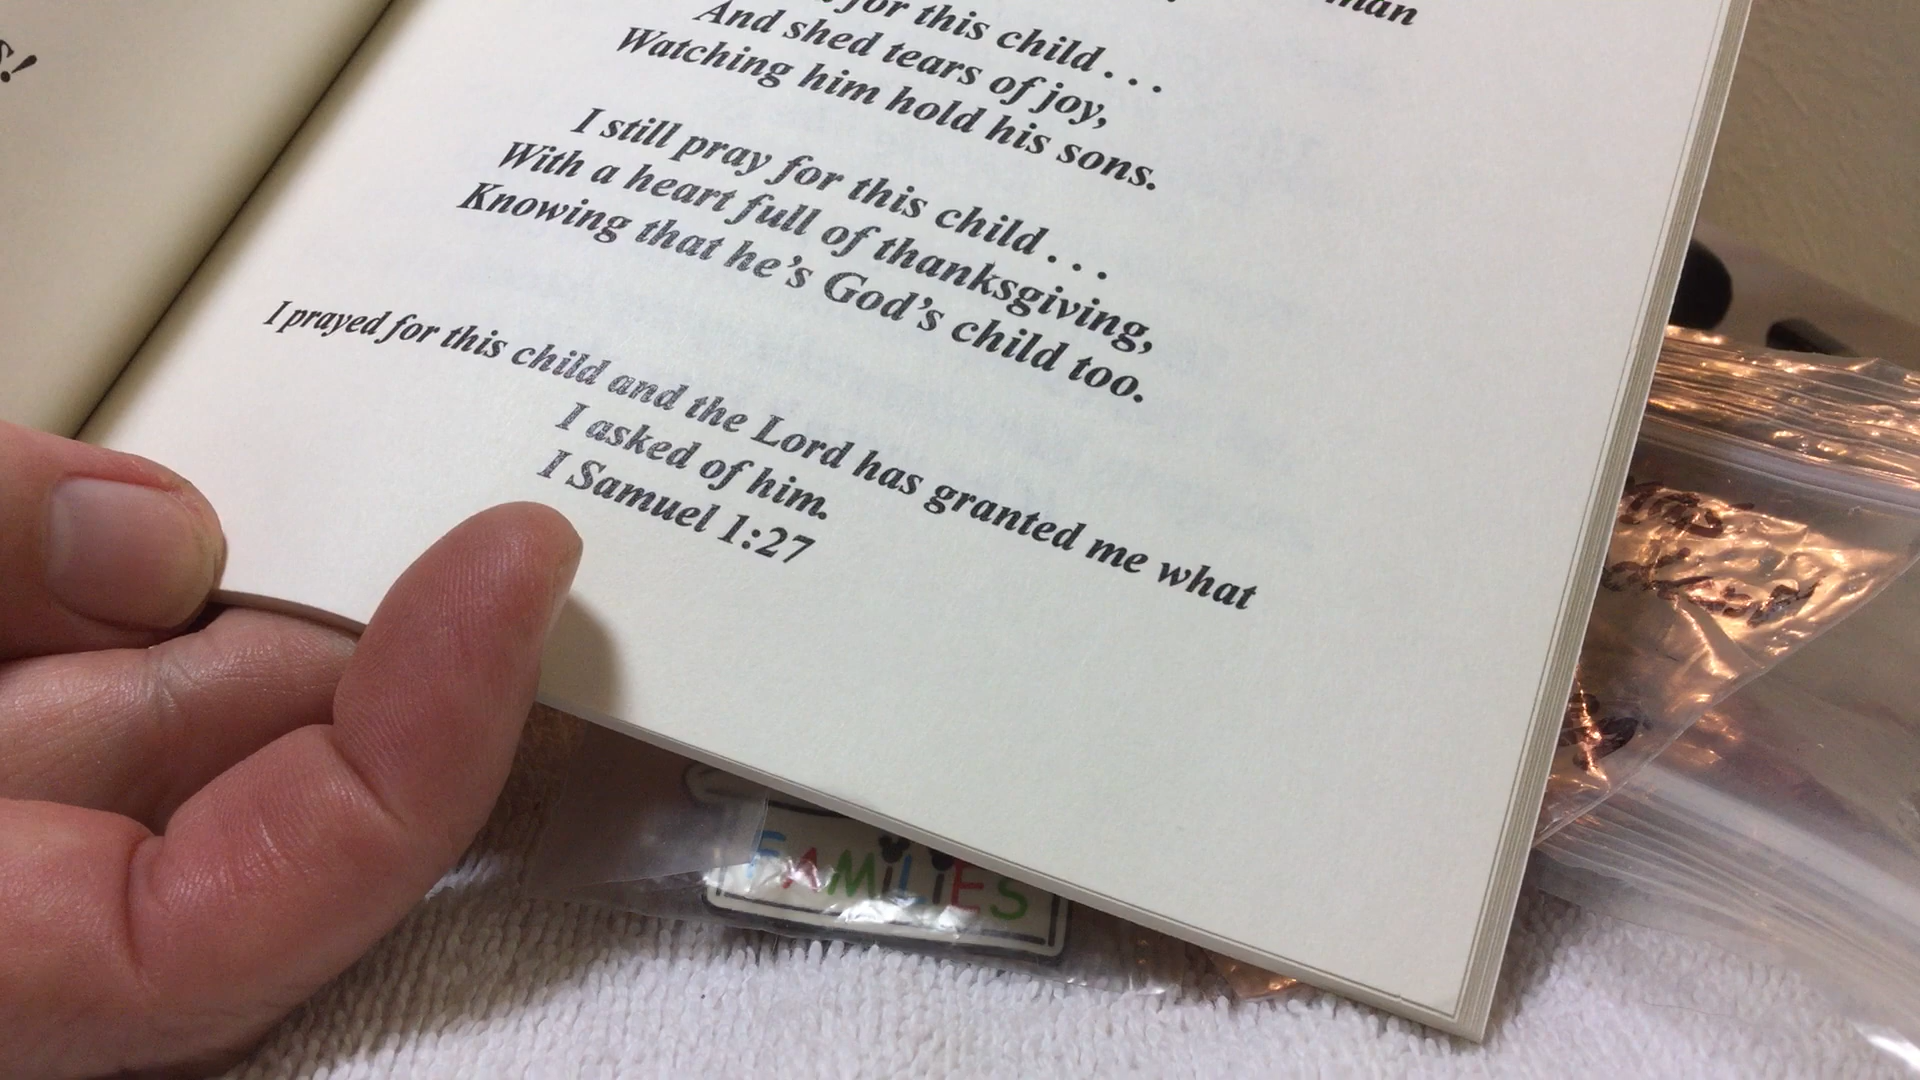 s!
man
for this child . . .
And shed tears of joy,
Watching him hold his sons.
I still pray for this child . . .
With a heart full of thanksgiving,
Knowing that he's God's child too.
I prayed for this child and the Lord has granted me what
I asked of him.
I Samuel 1:27
FAMiLiES